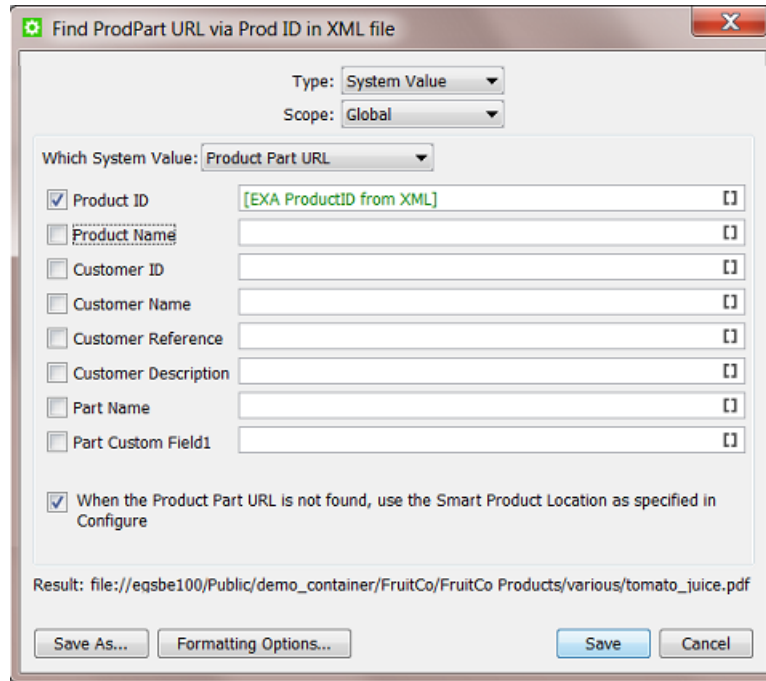 Find ProdPart URL via Prod ID in XML file
Type: System Value
Scope: Global
Which System Value: Product Part URL
Product ID [EXA ProductID from XML] []
Product Name []
Customer ID []
Customer Name []
Customer Reference []
Customer Description []
Part Name []
Part Custom Field1 []
When the Product Part URL is not found, use the Smart Product Location as specified in
Configure
Result: file://eqsbe100/Public/demo_container/FruitCo/FruitCo Products/various/tomato_juice.pdf
Save As... Formatting Options... Save Cancel